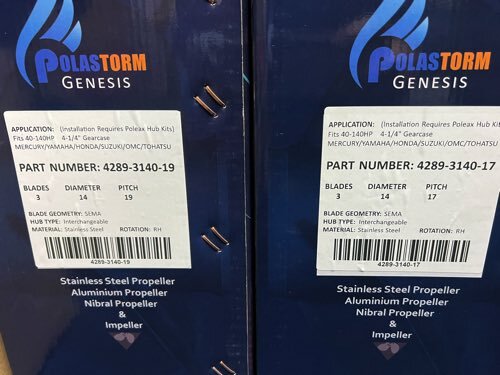 POLASTORM
GENESIS
APPLICATION: (Installation Requires Poleax Hub Kits)
Fits 40-140HP 4-1/4" Gearcase
MERCURY/YAMAHA/HONDA/SUZUKI/OMC/TOHATSU
PART NUMBER: 4289-3140-19
BLADES DIAMETER PITCH
3 14 19
BLADE GEOMETRY: SEMA
HUB TYPE: Interchangeable
MATERIAL: Stainless Steel ROTATION: RH
4289-3140-19
Stainless Steel Propeller
Aluminium Propeller
Nibral Propeller
&
Impeller
POLASTORM
GENESIS
APPLICATION: (Installation Requires Poleax Hub Kit
Fits 40-140HP 4-1/4" Gearcase
MERCURY/YAMAHA/HONDA/SUZUKI/OMC/TOHATSU
PART NUMBER: 4289-3140-17
BLADES DIAMETER PITCH
3 14 17
BLADE GEOMETRY: SEMA
HUB TYPE: Interchangeable
MATERIAL: Stainless Steel ROTATION: RH
4289-3140-17
Stainless Steel Propeller
Aluminium Propeller
Nibral Propeller
&
Impeller